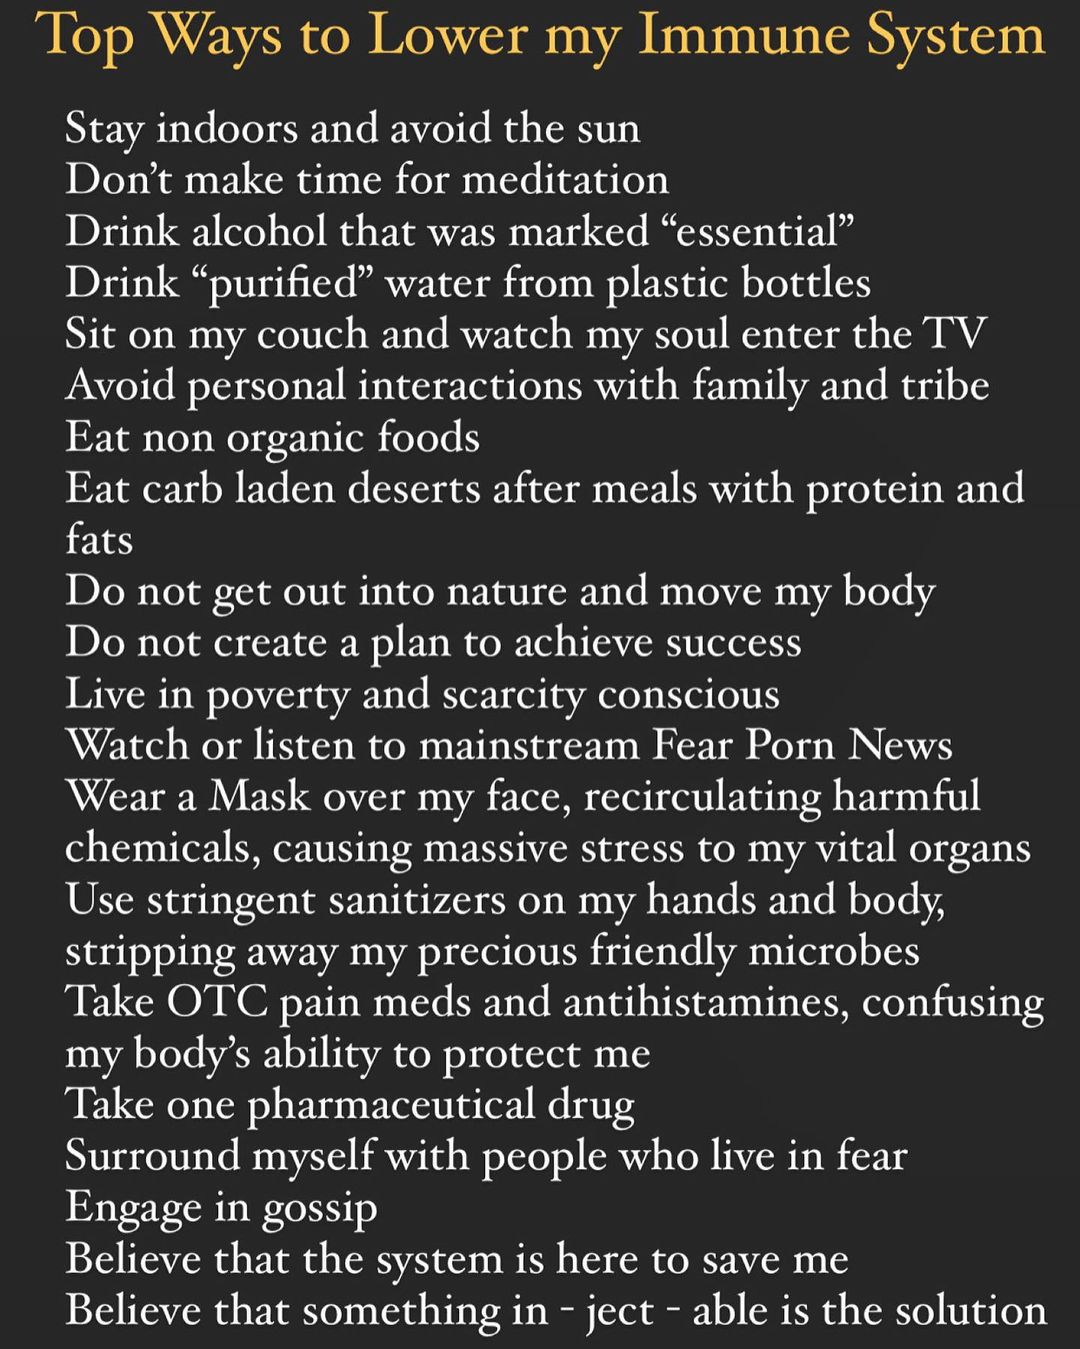 Top Ways to Lower my Immune System
Stay indoors and avoid the sun
Don’t make time for meditation
Drink alcohol that was marked “essential”
Drink “purified” water from plastic bottles
Sit on my couch and watch my soul enter the TV
Avoid personal interactions with family and tribe
Eat non organic foods
Eat carb laden deserts after meals with protein and
fats
Do not get out into nature and move my body
Do not create a plan to achieve success
Live in poverty and scarcity conscious
Watch or listen to mainstream Fear Porn News
Wear a Mask over my face, recirculating harmful
chemicals, causing massive stress to my vital organs
Use stringent sanitizers on my hands and body,
stripping away my precious friendly microbes
Take OTC pain meds and antihistamines, confusing
my body’s ability to protect me
Take one pharmaceutical drug
Surround myself with people who live in fear
Engage in gossip
Believe that the system is here to save me
Believe that something in - ject - able is the solution